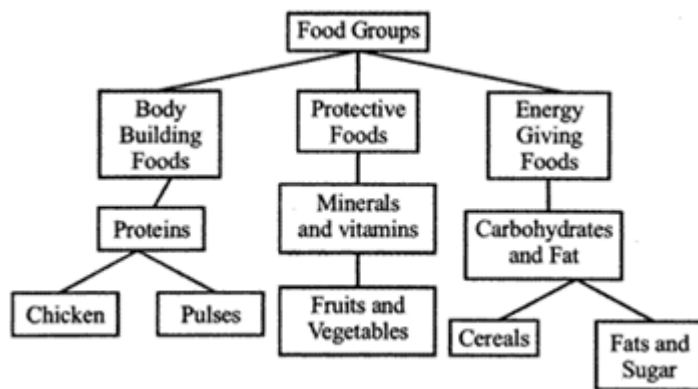 Food Groups
Body
Building
Foods
Protective
Foods
Energy
Giving
Foods
Proteins
Minerals
and vitamins
Carbohydrates
and Fat
Chicken
Pulses
Fruits and
Vegetables
Cereals
Fats and
Sugar